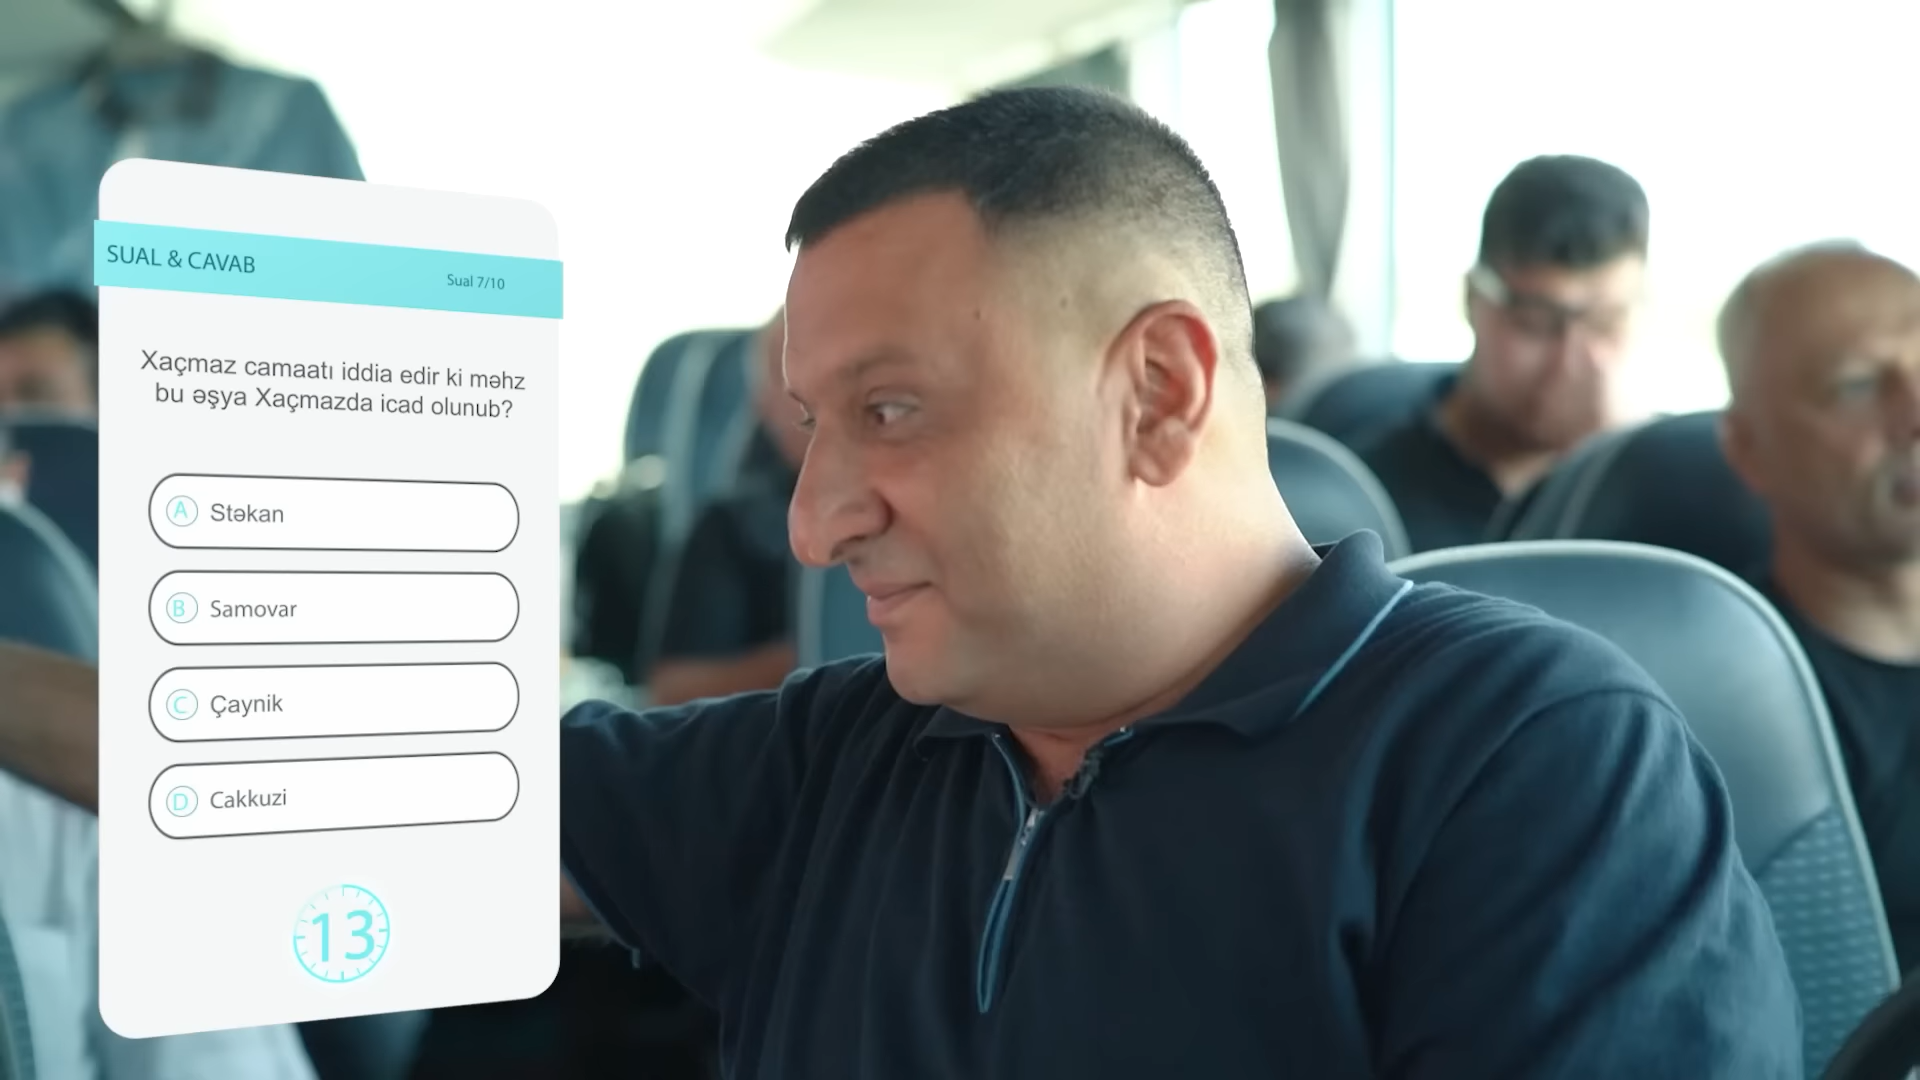 SUAL & CAVAB
Sual 7/10
Xaçmaz camaatı iddia edir ki məhz
bu əşya Xaçmazda icad olunub?
A Stəkan
B Samovar
C Çaynik
D Cakkuzi
13